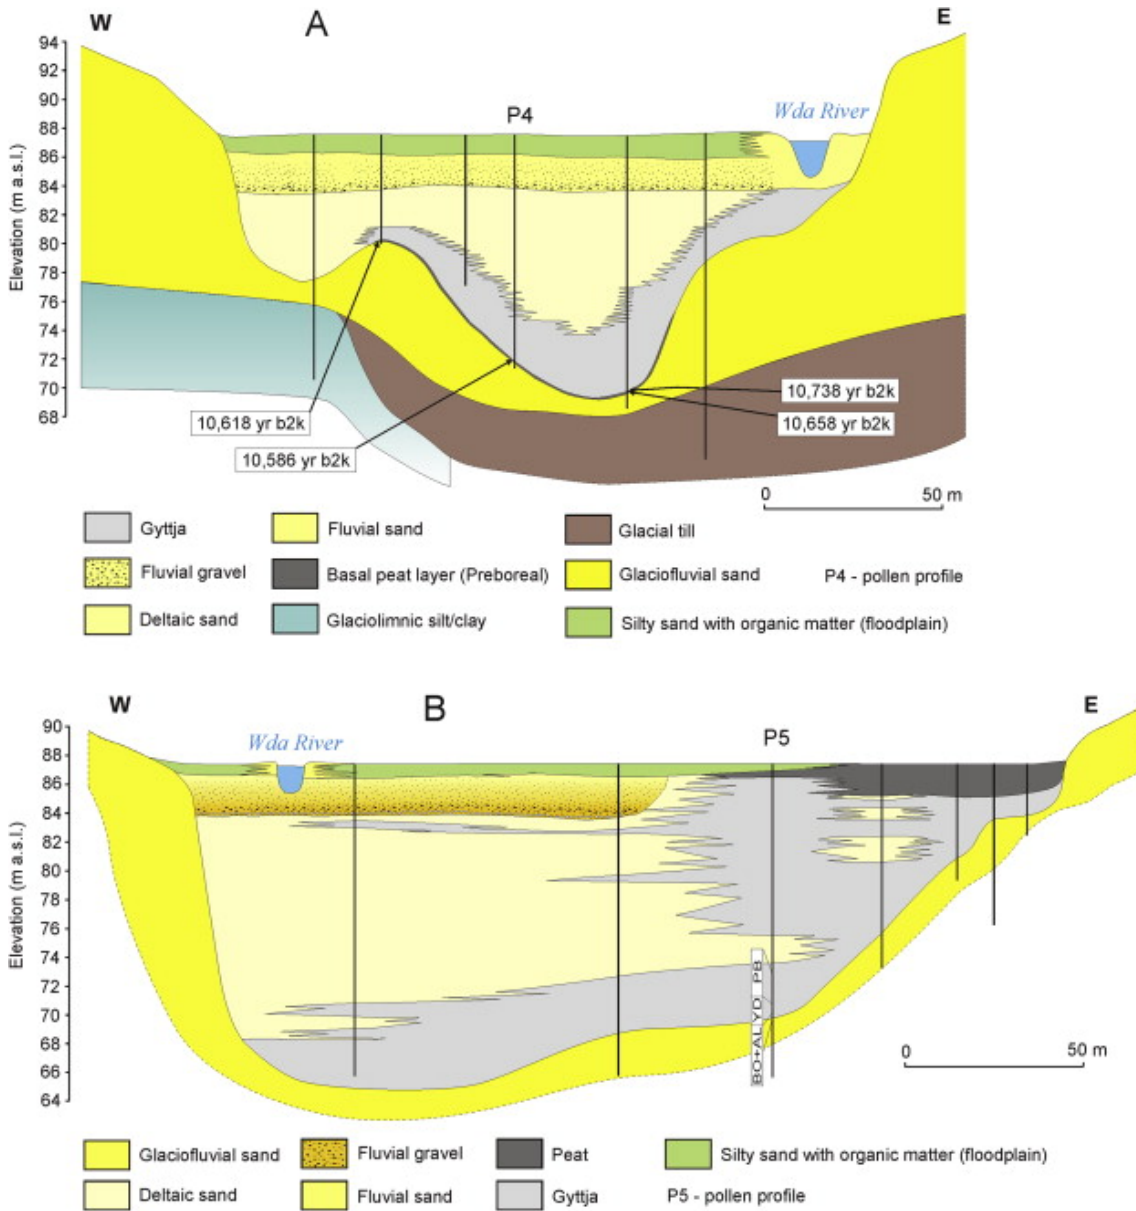 W A E
94
92
90
88
86
84
82
80
78
76
74
72
70
68
Elevation (m a.s.l.)
P4
Wda River
10,618 yr b2k
10,586 yr b2k
10,738 yr b2k
10,658 yr b2k
0 50 m
Gyttja Fluvial sand Glacial till
Fluvial gravel Basal peat layer (Preboreal) Glaciofluvial sand P4 - pollen profile
Deltaic sand Glaciolimnic silt/clay Silty sand with organic matter (floodplain)
W B E
90
88
86
84
82
80
78
76
74
72
70
68
66
64
Elevation (m a.s.l.)
Wda River
P5
BO+AL YD PB
0 50 m
Glaciofluvial sand Fluvial gravel Peat Silty sand with organic matter (floodplain)
Deltaic sand Fluvial sand Gyttja P5 - pollen profile